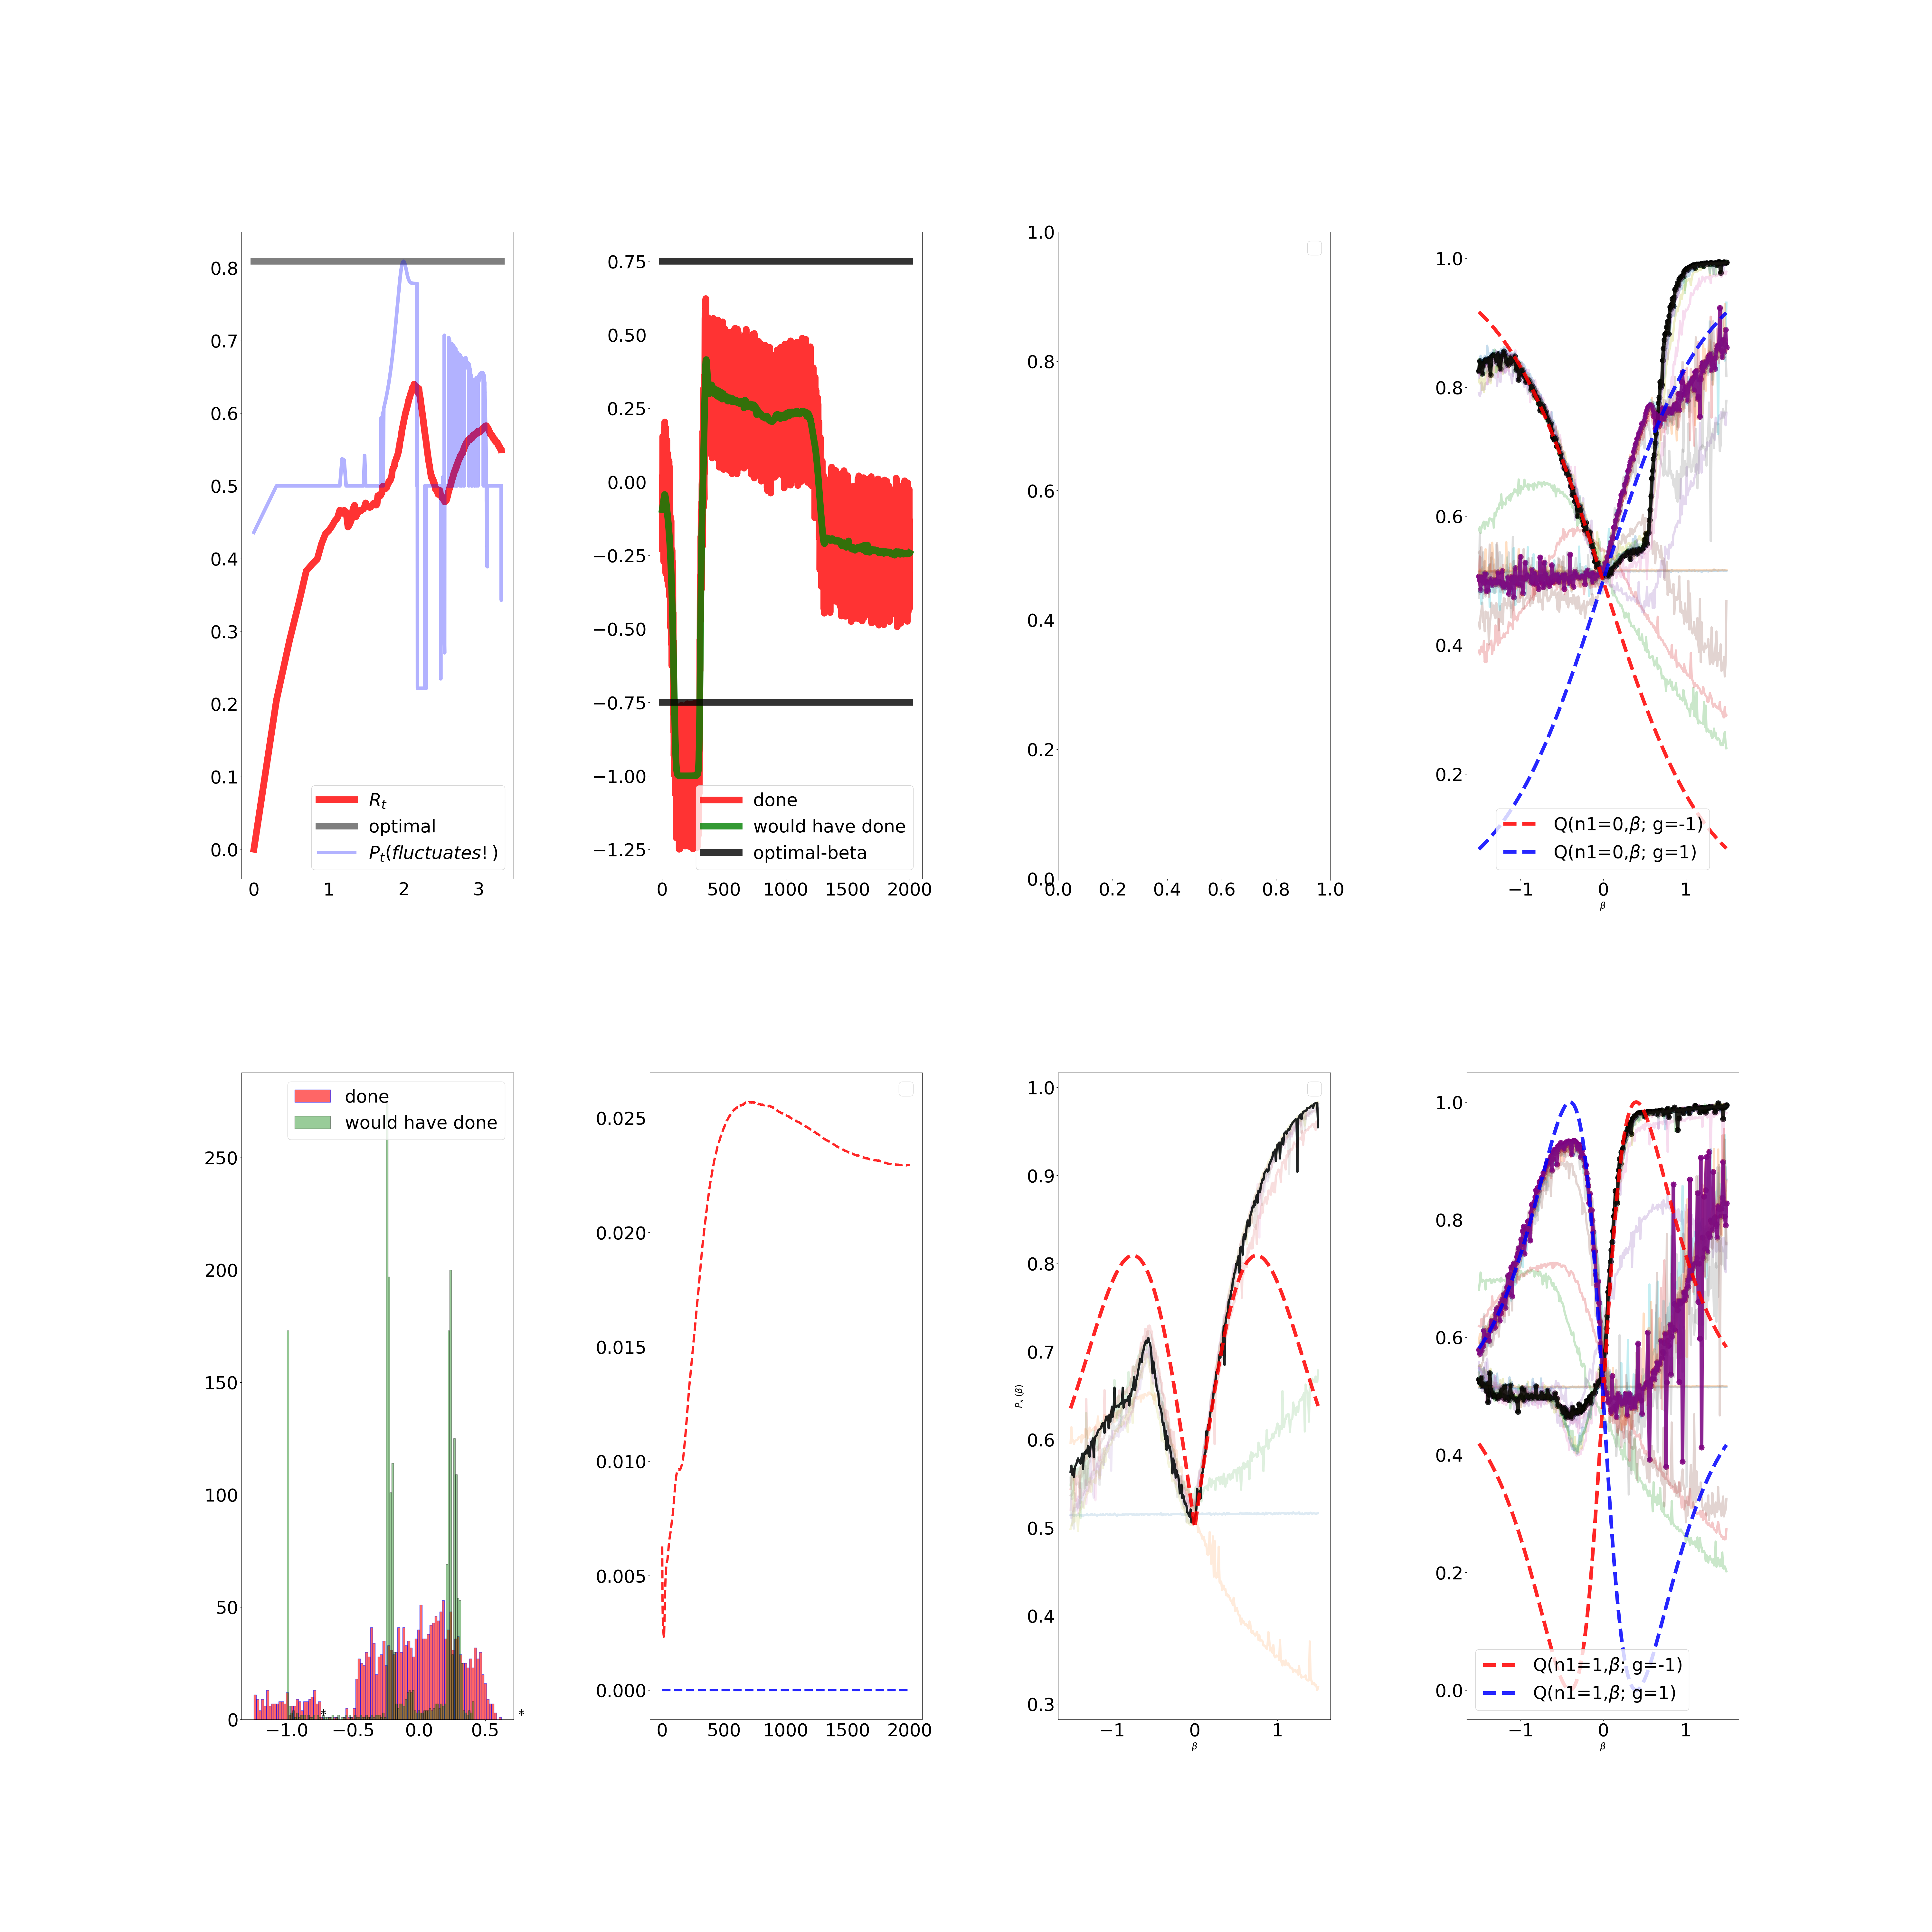 0.8
0.7
0.6
0.5
0.4
0.3
0.2
0.1
0.0
0 1 2 3
R_t
optimal
P_t(fluctuates!)
0.75
0.50
0.25
0.00
−0.25
−0.50
−0.75
−1.00
−1.25
0 500 1000 1500 2000
done
would have done
optimal-beta
1.0
0.8
0.6
0.4
0.2
0.0
0.0 0.2 0.4 0.6 0.8 1.0
1.0
0.8
0.6
0.4
0.2
−1 0 1
β
Q(n1=0,β; g=-1)
Q(n1=0,β; g=1)
250
200
150
100
50
0
−1.0 −0.5 0.0 0.5
* *
done
would have done
0.025
0.020
0.015
0.010
0.005
0.000
0 500 1000 1500 2000
1.0
0.9
0.8
0.7
0.6
0.5
0.4
0.3
P_s (β)
−1 0 1
β
1.0
0.8
0.6
0.4
0.2
0.0
−1 0 1
β
Q(n1=1,β; g=-1)
Q(n1=1,β; g=1)